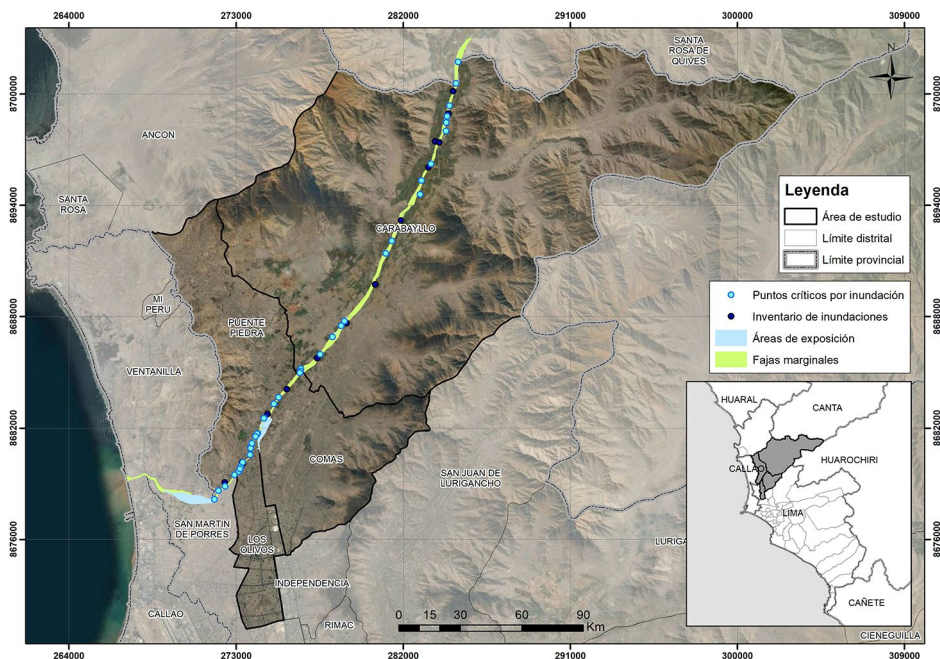 264000 273000 282000 291000 300000 309000
SANTA
ROSA DE
QUIVES
N
8700000
8700000
ANCON
SANTA
ROSA
8694000
8694000
CARABAYLLO
Leyenda
Área de estudio
Límite distrital
Límite provincial
MI
PERU
PUENTE
PIEDRA
8688000
8688000
Puntos críticos por inundación
Inventario de inundaciones
Áreas de exposición
Fajas marginales
VENTANILLA
8682000
8682000
COMAS
SAN JUAN DE
LURIGANCHO
SAN MARTIN
DE PORRES
LOS
OLIVOS
8676000
8676000
LURIGA
INDEPENDENCIA
CALLAO
RIMAC
0 15 30 60 90
Km
HUARAL
CANTA
CALLAO
HUAROCHIRI
LIMA
CAÑETE
CIENEGUILLA
264000 273000 282000 291000 300000 309000